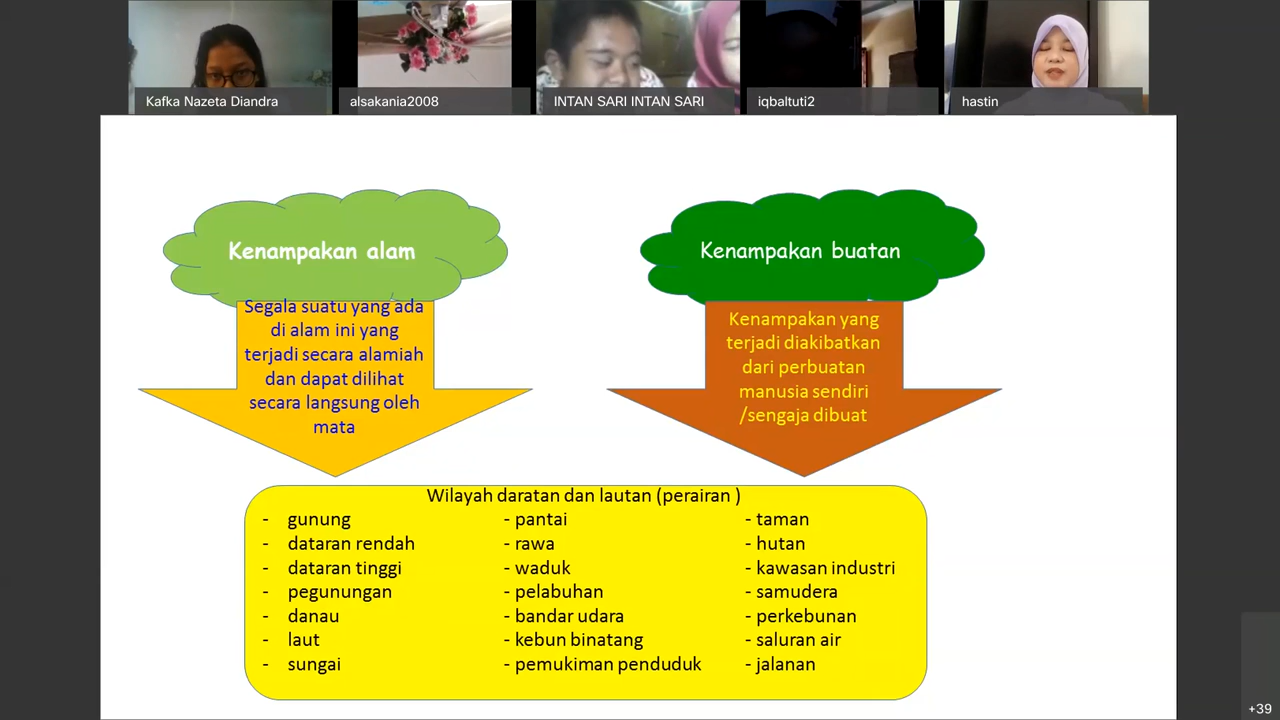 Kafka Nazeta Diandra
alsakania2008
INTAN SARI INTAN SARI
iqbaltuti2
hastin
Kenampakan alam
Segala suatu yang ada
di alam ini yang
terjadi secara alamiah
dan dapat dilihat
secara langsung oleh
mata
Kenampakan buatan
Kenampakan yang
terjadi diakibatkan
dari perbuatan
manusia sendiri
/sengaja dibuat
Wilayah daratan dan lautan (perairan )
- gunung
- dataran rendah
- dataran tinggi
- pegunungan
- danau
- laut
- sungai
- pantai
- rawa
- waduk
- pelabuhan
- bandar udara
- kebun binatang
- pemukiman penduduk
- taman
- hutan
- kawasan industri
- samudera
- perkebunan
- saluran air
- jalanan
+39